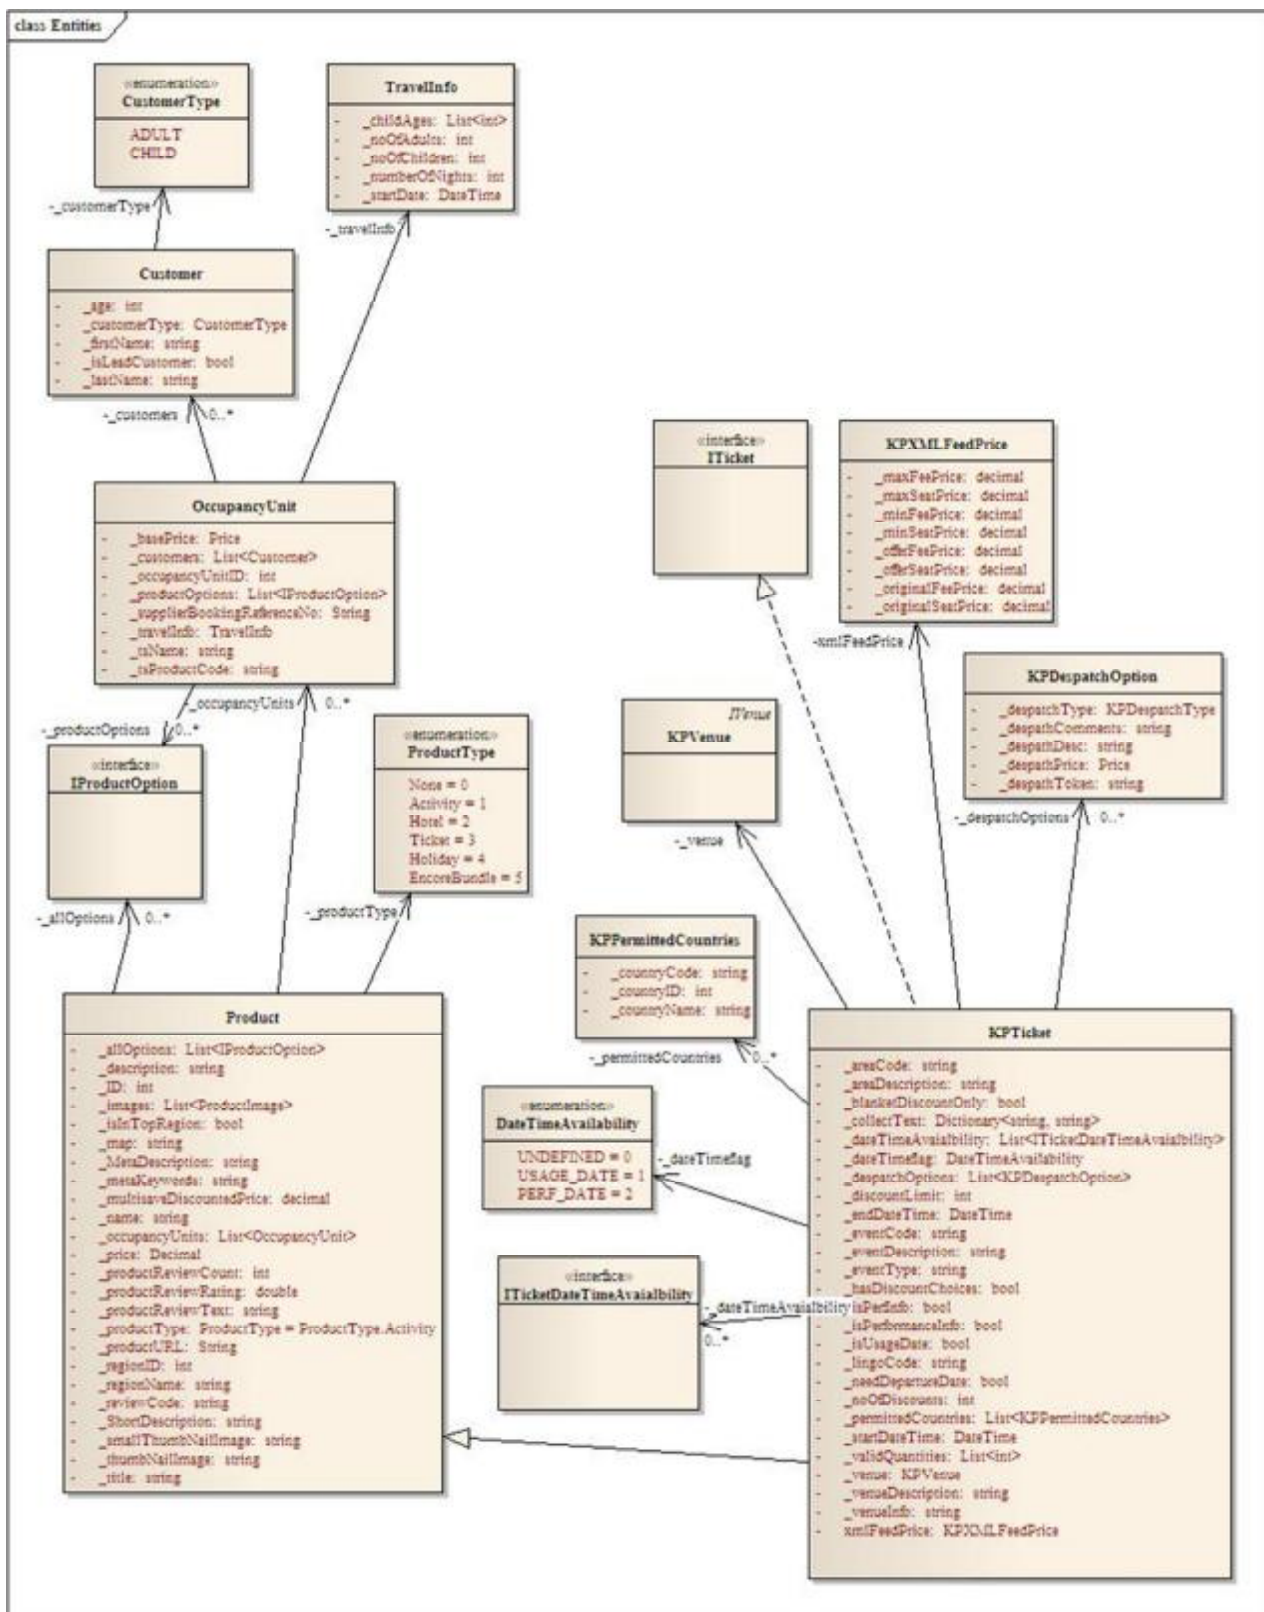 class Entities
«enumeration»
CustomerType
ADULT
CHILD
TravelInfo
- _childAges: List<int>
- _noOfAdults: int
- _noOfChildren: int
- _numberOfNights: int
- _startDate: DateTime
-_customerType
-_travelInfo
Customer
- _age: int
- _customerType: CustomerType
- _firstName: string
- _isLeadCustomer: bool
- _lastName: string
-_customers
0..*
OccupancyUnit
- _basePrice: Price
- _customers: List<Customer>
- _occupancyUnitID: int
- _productOptions: List<IProductOption>
- _supplierBookingReferenceNo: String
- _travelInfo: TravelInfo
- _tsName: string
- _tsProductCode: string
-_productOptions
0..*
-_occupancyUnits
0..*
«interface»
IProductOption
«enumeration»
ProductType
None = 0
Activity = 1
Hotel = 2
Ticket = 3
Holiday = 4
EncoreBundle = 5
-_allOptions
0..*
-_productType
Product
- _allOptions: List<IProductOption>
- _description: string
- _ID: int
- _images: List<ProductImage>
- _isInTopRegion: bool
- _map: string
- _MetaDescription: string
- _metaKeywords: string
- _multisaveDiscountedPrice: decimal
- _name: string
- _occupancyUnits: List<OccupancyUnit>
- _price: Decimal
- _productReviewCount: int
- _productReviewRating: double
- _productReviewText: string
- _productType: ProductType = ProductType.Activity
- _productURL: String
- _regionID: int
- _regionName: string
- _reviewCode: string
- _ShortDescription: string
- _smallThumbNailImage: string
- _thumbNailImage: string
- _title: string
«interface»
ITicket
KPXMLFeedPrice
- _maxFeePrice: decimal
- _maxSeatPrice: decimal
- _minFeePrice: decimal
- _minSeatPrice: decimal
- _offerFeePrice: decimal
- _offerSeatPrice: decimal
- _originalFeePrice: decimal
- _originalSeatPrice: decimal
-xmlFeedPrice
IVenue
KPVenue
-_venue
KPDespatchOption
- _despatchType: KPDespatchType
- _despathComments: string
- _despathDesc: string
- _despathPrice: Price
- _despathToken: string
-_despatchOptions
0..*
KPPermittedCountries
- _countryCode: string
- _countryID: int
- _countryName: string
-_permittedCountries
0..*
«enumeration»
DateTimeAvailability
UNDEFINED = 0
USAGE_DATE = 1
PERF_DATE = 2
-_dateTimeflag
«interface»
ITicketDateTimeAvaialbility
-_dateTimeAvaialbility
0..*
KPTicket
- _areaCode: string
- _areaDescription: string
- _blanketDiscountOnly: bool
- _collectText: Dictionary<string, string>
- _dateTimeAvaialbility: List<ITicketDateTimeAvaialbility>
- _dateTimeflag: DateTimeAvailability
- _despatchOptions: List<KPDespatchOption>
- _discountLimit: int
- _endDateTime: DateTime
- _eventCode: string
- _eventDescription: string
- _eventType: string
- _hasDiscountChoices: bool
isPerInfo: bool
- _isPerformanceInfo: bool
- _isUsageDate: bool
- _lingoCode: string
- _needDepartureDate: bool
- _noOfDiscounts: int
- _permittedCountries: List<KPPermittedCountries>
- _startDateTime: DateTime
- _validQuantities: List<int>
- _venue: KPVenue
- _venueDescription: string
- _venueInfo: string
- xmlFeedPrice: KPXMLFeedPrice